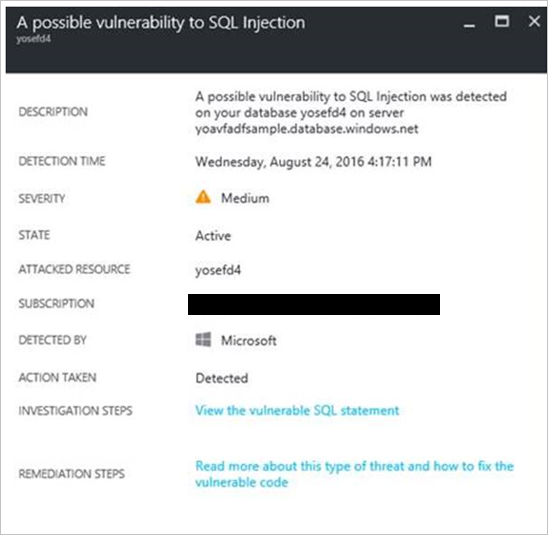 A possible vulnerability to SQL Injection
yosefd4
DESCRIPTION
A possible vulnerability to SQL Injection was detected
on your database yosefd4 on server
yoavfadfsample.database.windows.net
DETECTION TIME
Wednesday, August 24, 2016 4:17:11 PM
SEVERITY
Medium
STATE
Active
ATTACKED RESOURCE
yosefd4
SUBSCRIPTION
DETECTED BY
Microsoft
ACTION TAKEN
Detected
INVESTIGATION STEPS
View the vulnerable SQL statement
REMEDIATION STEPS
Read more about this type of threat and how to fix the
vulnerable code